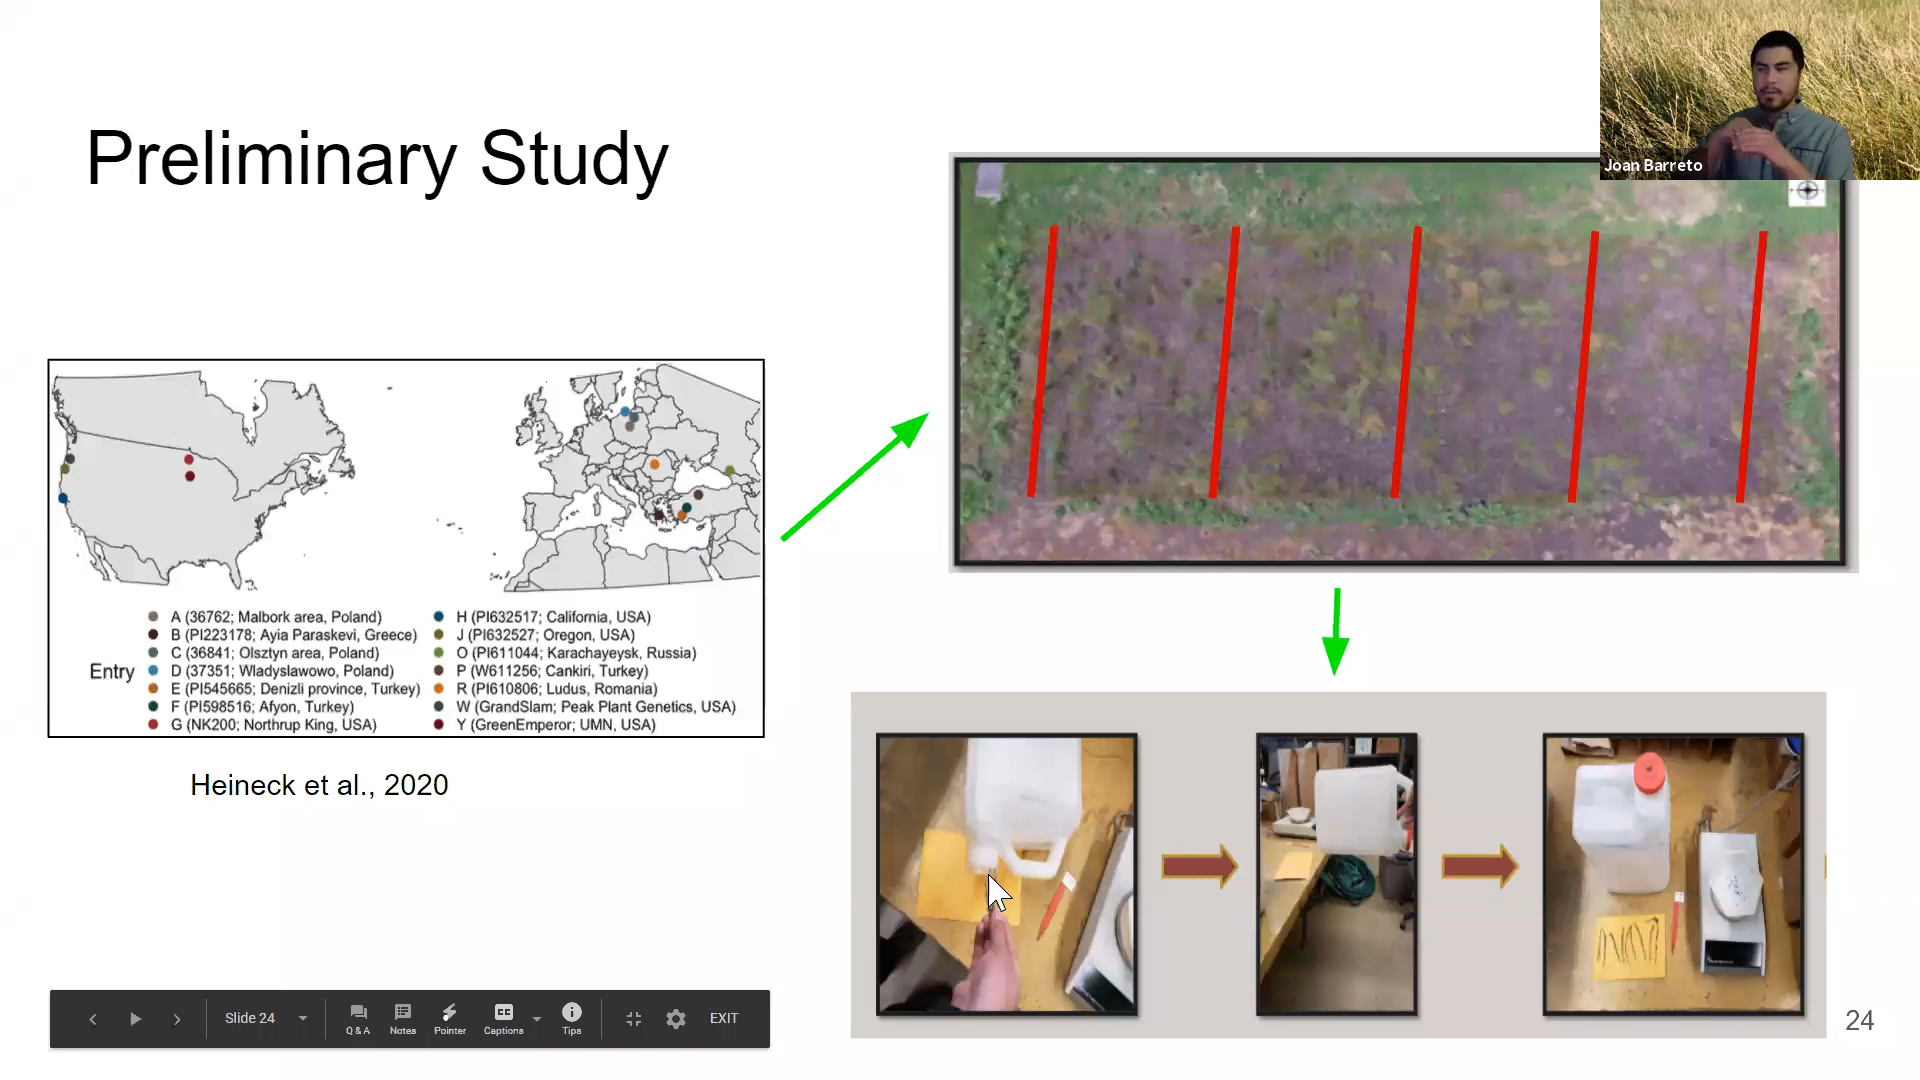 Joan Barreto
Preliminary Study
Entry
A (36762; Malbork area, Poland)
B (PI223178; Ayia Paraskevi, Greece)
C (36841; Olsztyn area, Poland)
D (37351; Wladyslawowo, Poland)
E (PI545665; Denizli province, Turkey)
F (PI598516; Afyon, Turkey)
G (NK200; Northrup King, USA)
H (PI632517; California, USA)
J (PI632527; Oregon, USA)
O (PI611044; Karachayeysk, Russia)
P (W611256; Cankiri, Turkey)
R (PI610806; Ludus, Romania)
W (GrandSlam; Peak Plant Genetics, USA)
Y (GreenEmperor; UMN, USA)
Heineck et al., 2020
Slide 24
Q & A
Notes
Pointer
CC
Captions
Tips
EXIT
24